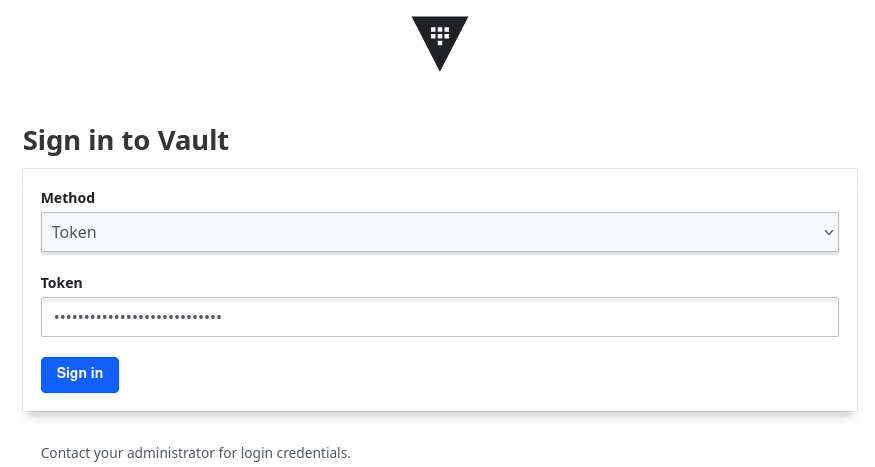 Sign in to Vault
Method
Token
Token
••••••••••••••••••••••••••••
Sign in
Contact your administrator for login credentials.